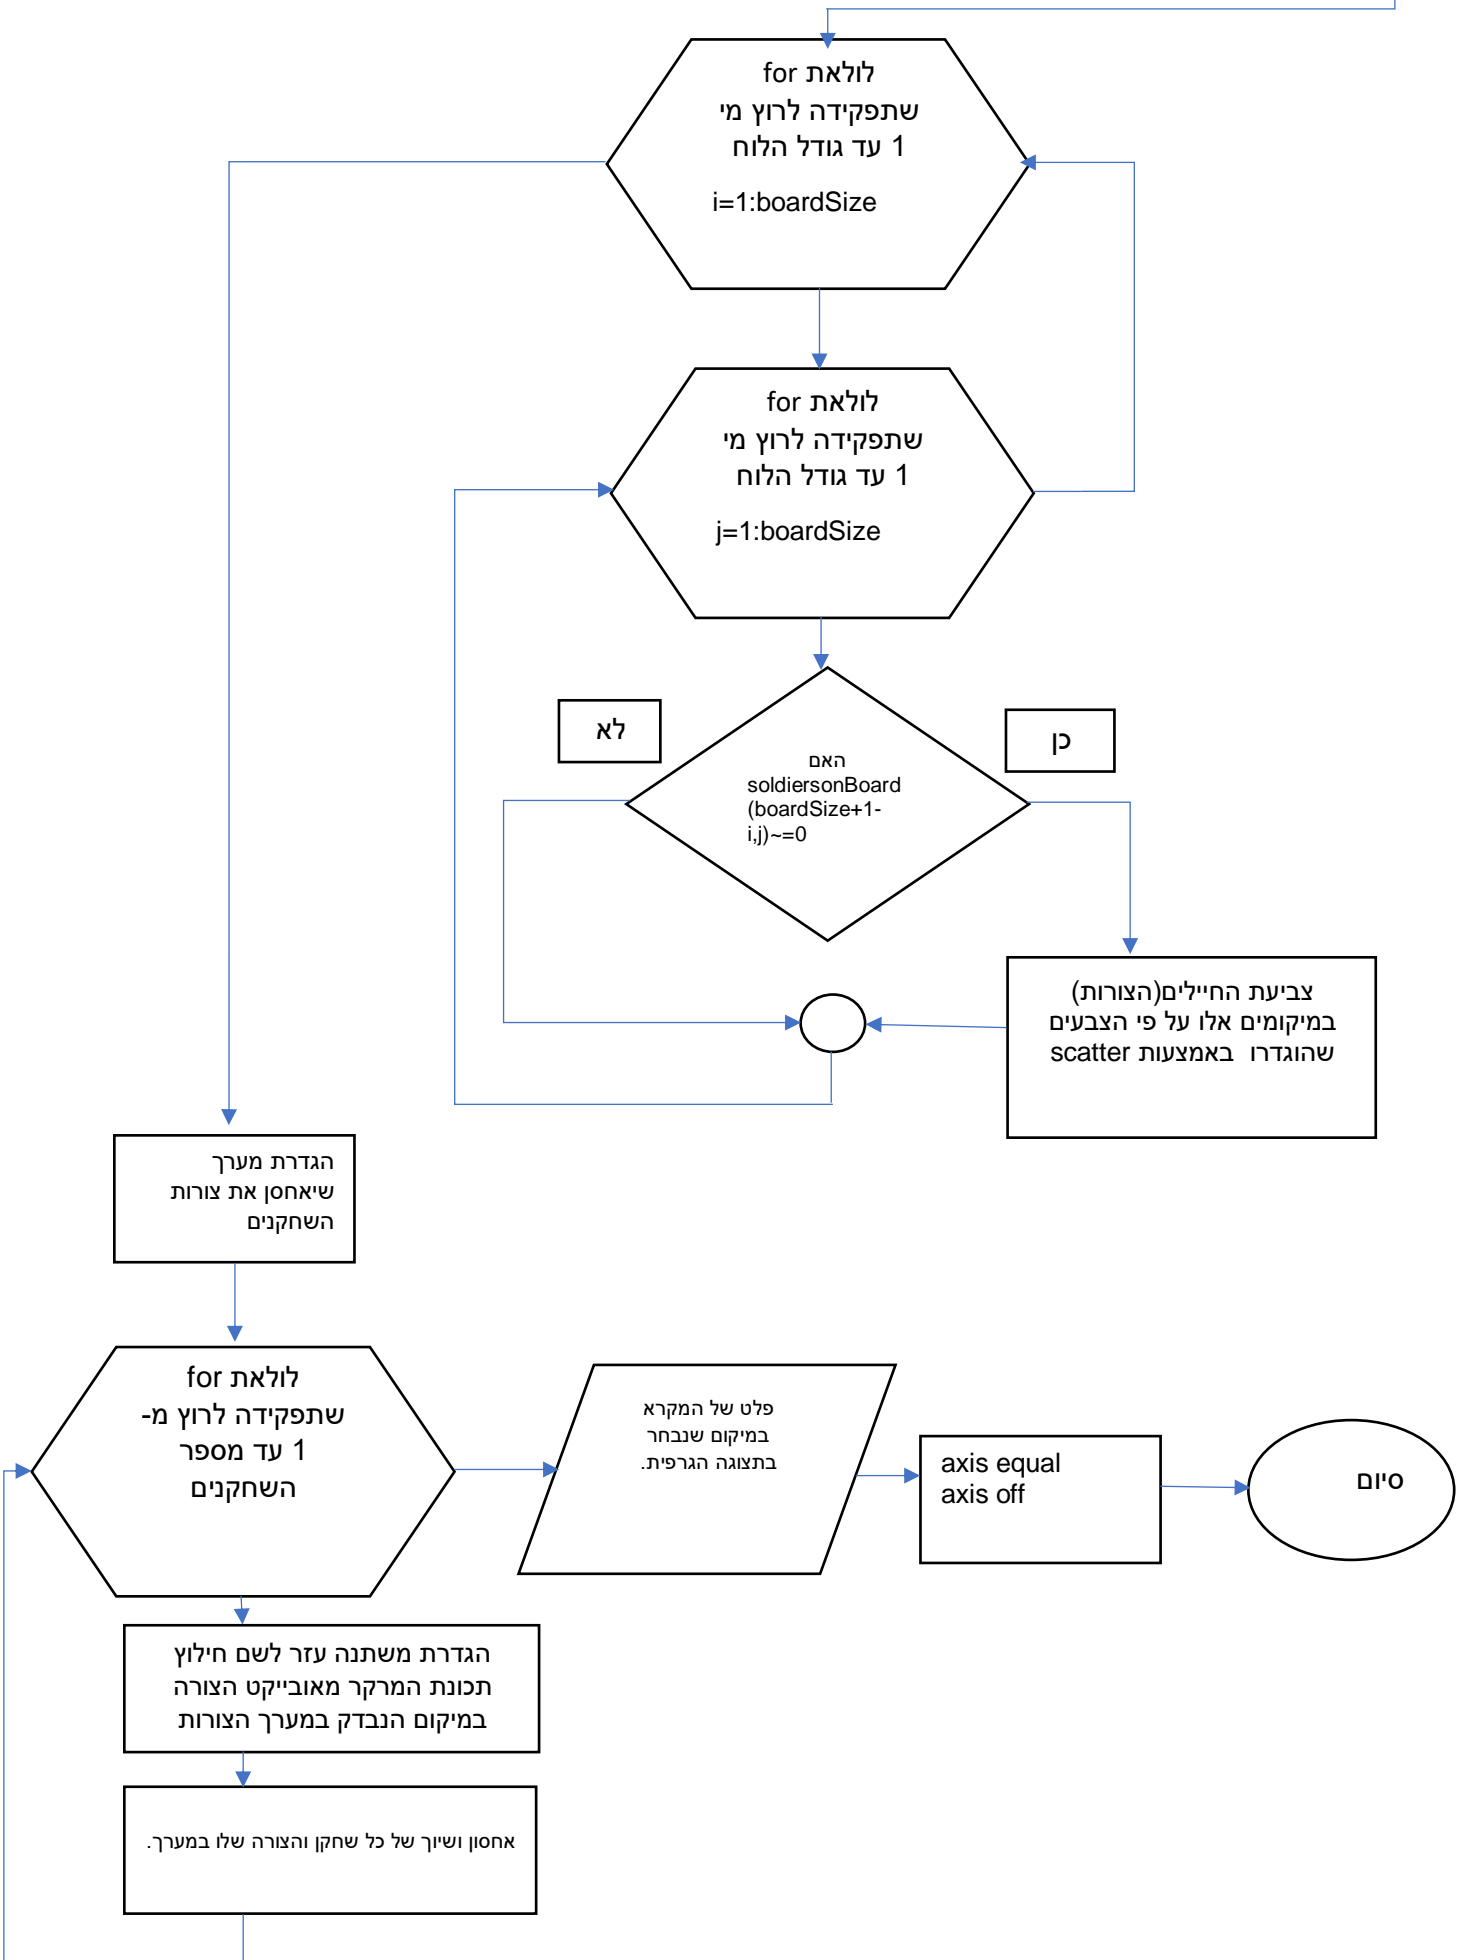 לולאת for
שתפקידה לרוץ מי
1 עד גודל הלוח
i=1:boardSize
לולאת for
שתפקידה לרוץ מי
1 עד גודל הלוח
j=1:boardSize
לא
כן
האם
soldiersonBoard
(boardSize+1-
i,j)~=0
צביעת החיילים(הצורות)
במיקומים אלו על פי הצבעים
שהוגדרו באמצעות scatter
הגדרת מערך
שיאחסן את צורות
השחקנים
לולאת for
שתפקידה לרוץ מ-
1 עד מספר
השחקנים
פלט של המקרא
במיקום שנבחר
בתצוגה הגרפית.
axis equal
axis off
סיום
הגדרת משתנה עזר לשם חילוץ
תכונת המרקר מאובייקט הצורה
במיקום הנבדק במערך הצורות
אחסון ושיוך של כל שחקן והצורה שלו במערך.